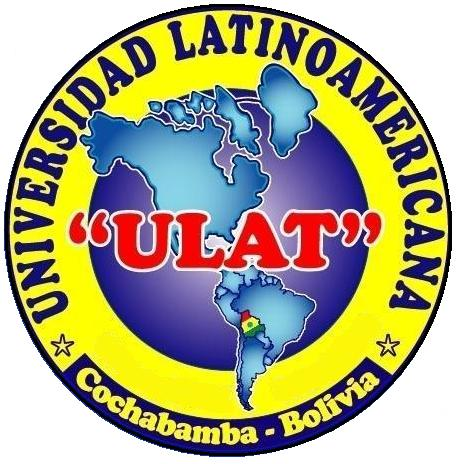 UNIVERSIDAD LATINOAMERICANA
“ULAT”
Cochabamba - Bolivia